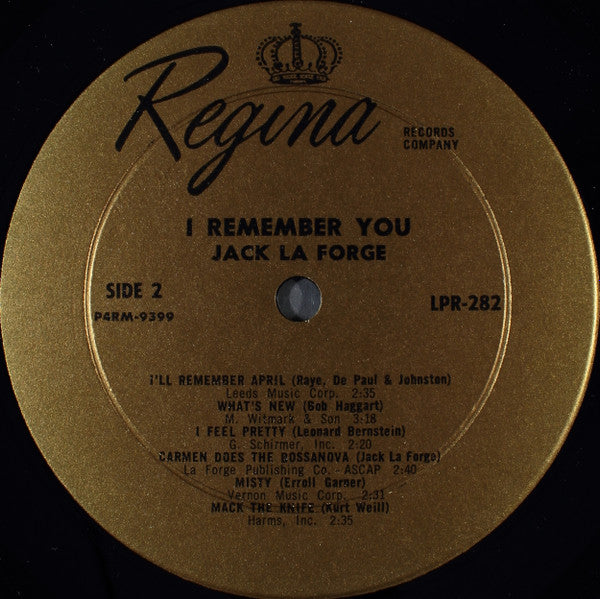 Regina
RECORDS
COMPANY
I REMEMBER YOU
JACK LA FORGE
SIDE 2
P4RM-9399
LPR-282
I'LL REMEMBER APRIL (Raye, De Paul & Johnston)
Leeds Music Corp. 2:35
WHAT'S NEW (Bob Haggart)
M. Witmark & Son 3:18
I FEEL PRETTY (Leonard Bernstein)
G. Schirmer, Inc. 2:20
CARMEN DOES THE BOSSANOVA (Jack La Forge)
La Forge Publishing Co. - ASCAP 2:40
MISTY (Erroll Garner)
Vernon Music Corp. 2:31
MACK THE KNIFE (Kurt Weill)
Harms, Inc. 2:35